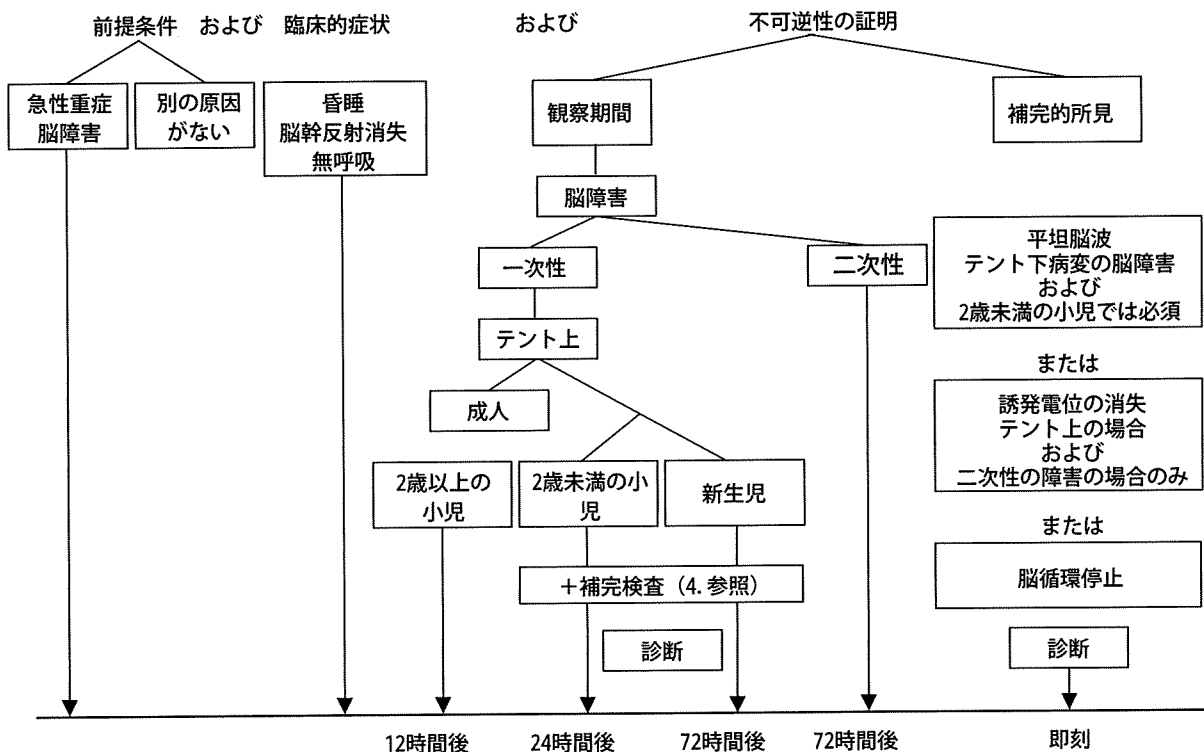 前提条件 および 臨床的症状 および 不可逆性の証明
急性重症
脳障害
別の原因
がない
昏睡
脳幹反射消失
無呼吸
観察期間
補完的所見
脳障害
一次性
二次性
平坦脳波
テント下病変の脳障害
および
2歳未満の小児では必須
テント上
または
成人
誘発電位の消失
テント上の場合
および
二次性の障害の場合のみ
2歳以上の
小児
2歳未満の小
児
新生児
または
+補完検査(4. 参照)
脳循環停止
診断
診断
12時間後 24時間後 72時間後 72時間後 即刻